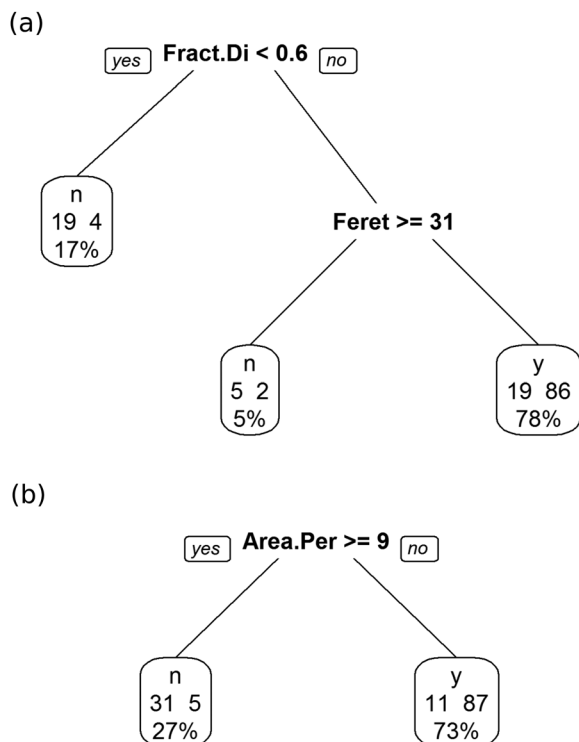 (a)
yes Fract.Di < 0.6 no
n
19 4
17%
Feret >= 31
n
5 2
5%
y
19 86
78%
(b)
yes Area.Per >= 9 no
n
31 5
27%
y
11 87
73%